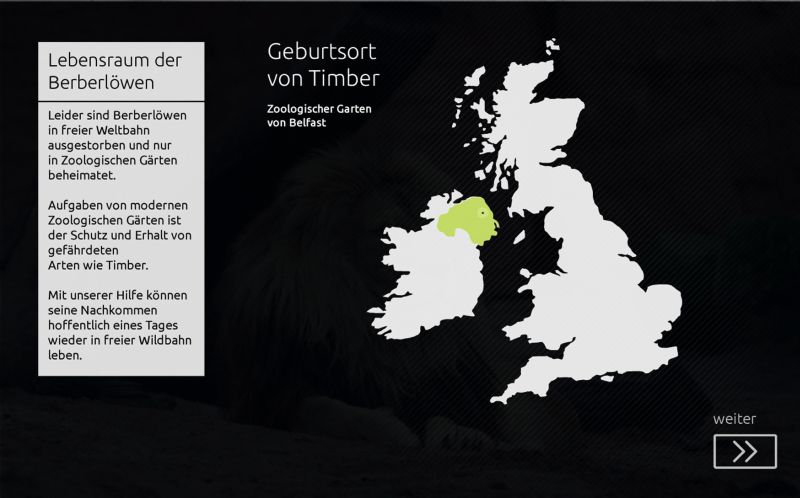 Lebensraum der
Berberlöwen
Leider sind Berberlöwen
in freier Weltbahn
ausgestorben und nur
in Zoologischen Gärten
beheimatet.
Aufgaben von modernen
Zoologischen Gärten ist
der Schutz und Erhalt von
gefährdeten
Arten wie Timber.
Mit unserer Hilfe können
seine Nachkommen
hoffentlich eines Tages
wieder in freier Wildbahn
leben.
Geburtsort
von Timber
Zoologischer Garten
von Belfast
weiter